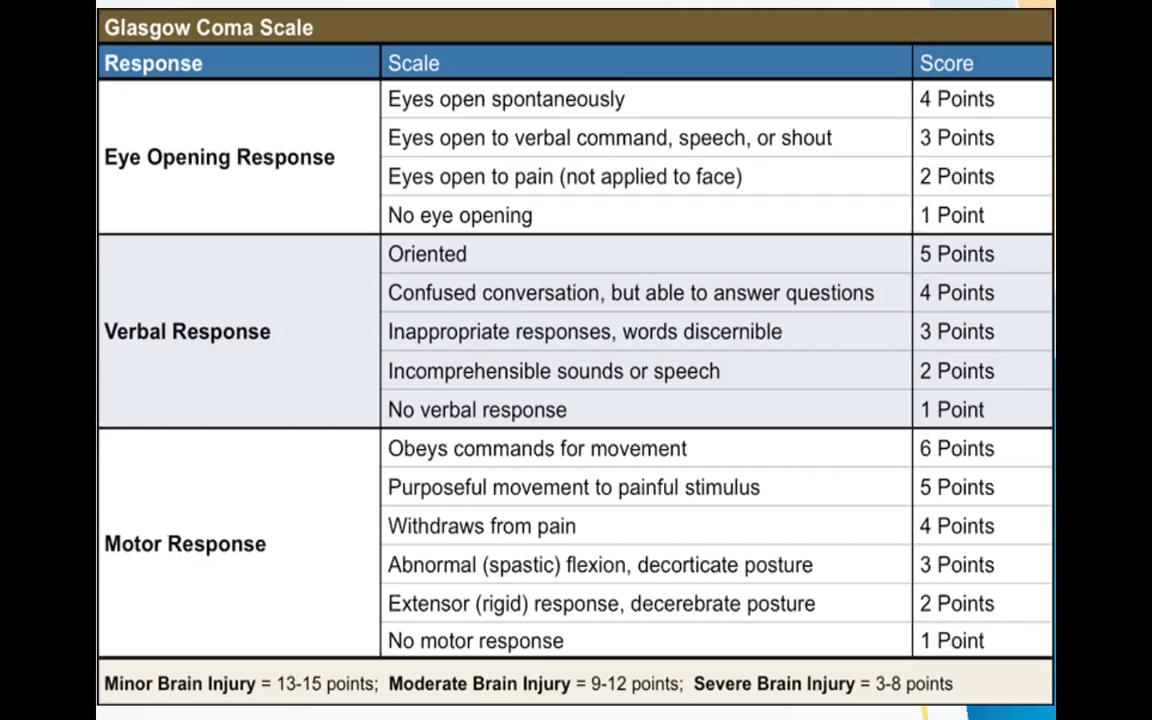 Glasgow Coma Scale
Response Scale Score
Eye Opening Response
Eyes open spontaneously 4 Points
Eyes open to verbal command, speech, or shout 3 Points
Eyes open to pain (not applied to face) 2 Points
No eye opening 1 Point
Verbal Response
Oriented 5 Points
Confused conversation, but able to answer questions 4 Points
Inappropriate responses, words discernible 3 Points
Incomprehensible sounds or speech 2 Points
No verbal response 1 Point
Motor Response
Obeys commands for movement 6 Points
Purposeful movement to painful stimulus 5 Points
Withdraws from pain 4 Points
Abnormal (spastic) flexion, decorticate posture 3 Points
Extensor (rigid) response, decerebrate posture 2 Points
No motor response 1 Point
Minor Brain Injury = 13-15 points; Moderate Brain Injury = 9-12 points; Severe Brain Injury = 3-8 points